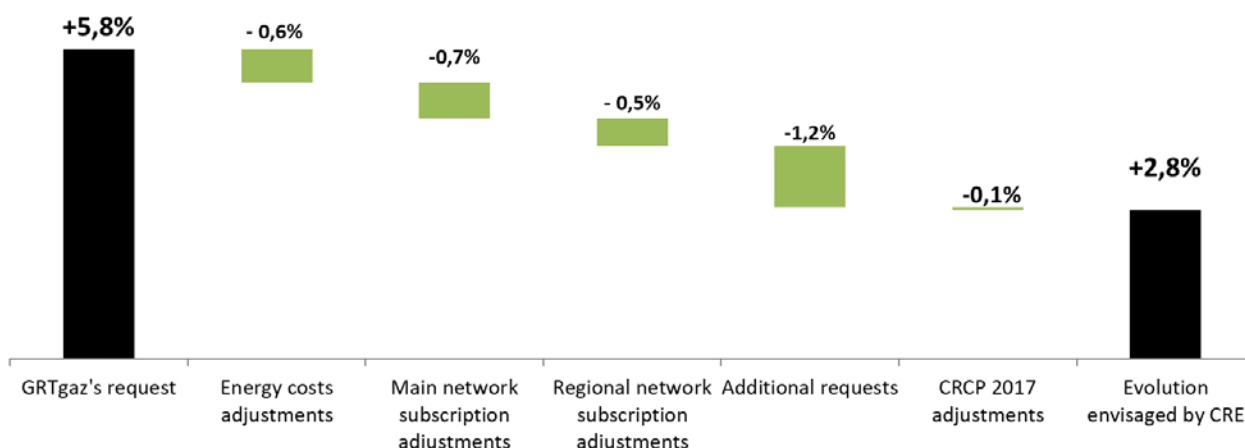 +5,8%
- 0,6%
-0,7%
- 0,5%
-1,2%
-0,1%
+2,8%
GRTgaz's request
Energy costs
adjustments
Main network
subscription
adjustments
Regional network
subscription
adjustments
Additional requests
CRCP 2017
adjustments
Evolution
envisaged by CRE